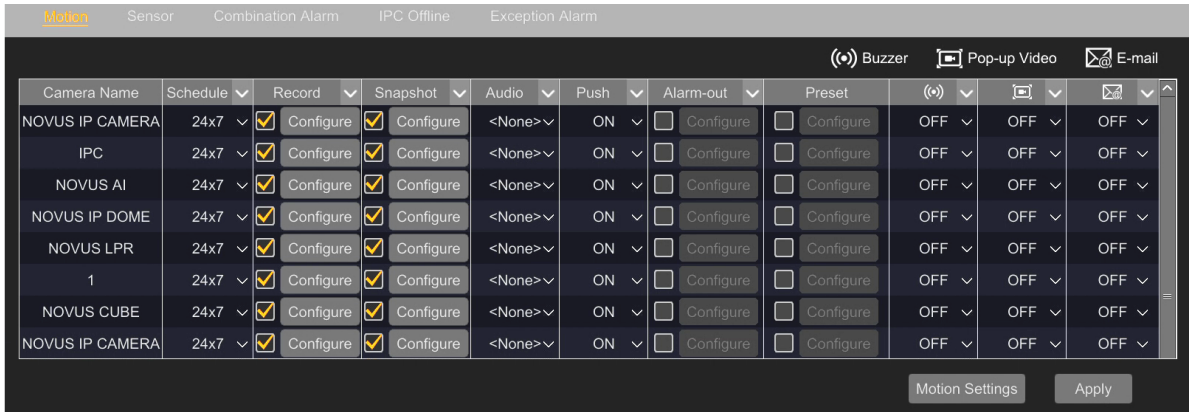 Motion Sensor Combination Alarm IPC Offline Exception Alarm
Buzzer Pop-up Video E-mail
Camera Name Schedule Record Snapshot Audio Push Alarm-out Preset
NOVUS IP CAMERA 24x7 Configure Configure <None> ON Configure Configure OFF OFF OFF
IPC 24x7 Configure Configure <None> ON Configure Configure OFF OFF OFF
NOVUS AI 24x7 Configure Configure <None> ON Configure Configure OFF OFF OFF
NOVUS IP DOME 24x7 Configure Configure <None> ON Configure Configure OFF OFF OFF
NOVUS LPR 24x7 Configure Configure <None> ON Configure Configure OFF OFF OFF
1 24x7 Configure Configure <None> ON Configure Configure OFF OFF OFF
NOVUS CUBE 24x7 Configure Configure <None> ON Configure Configure OFF OFF OFF
NOVUS IP CAMERA 24x7 Configure Configure <None> ON Configure Configure OFF OFF OFF
Motion Settings Apply